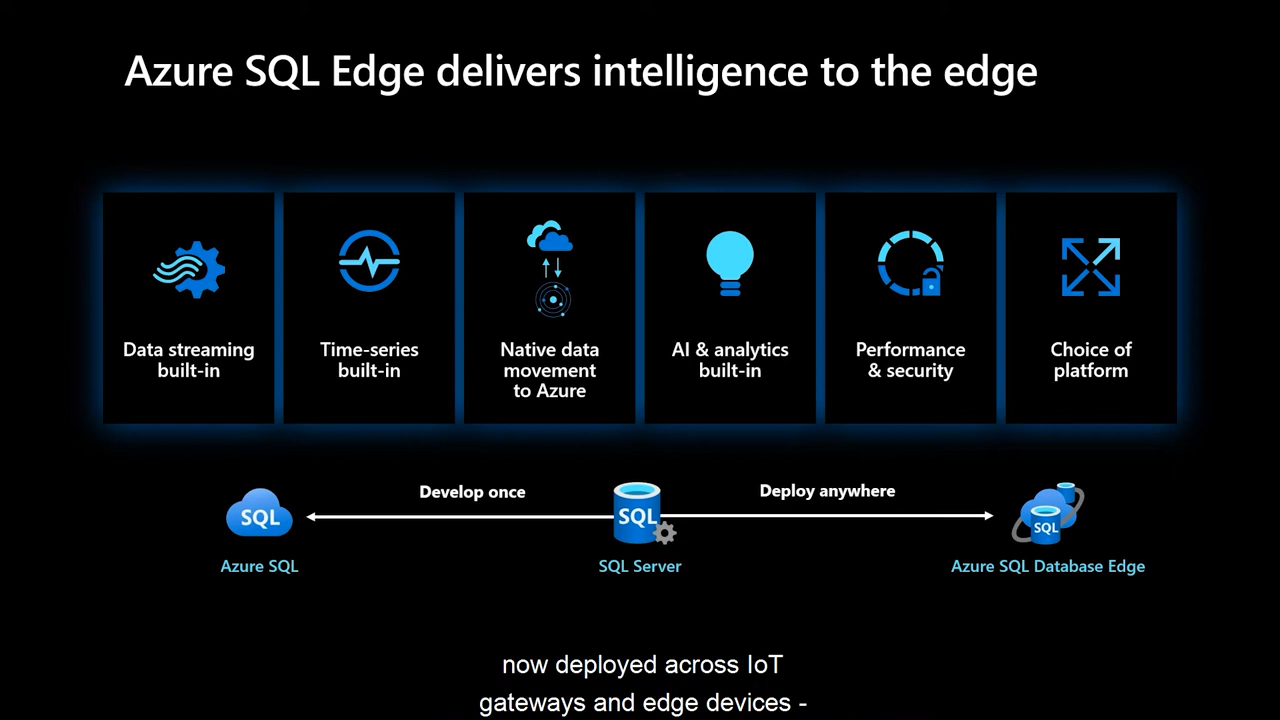 Azure SQL Edge delivers intelligence to the edge
Data streaming
built-in
Time-series
built-in
Native data
movement
to Azure
AI & analytics
built-in
Performance
& security
Choice of
platform
Develop once
Deploy anywhere
SQL
SQL
SQL
Azure SQL
SQL Server
Azure SQL Database Edge
now deployed across IoT
gateways and edge devices -